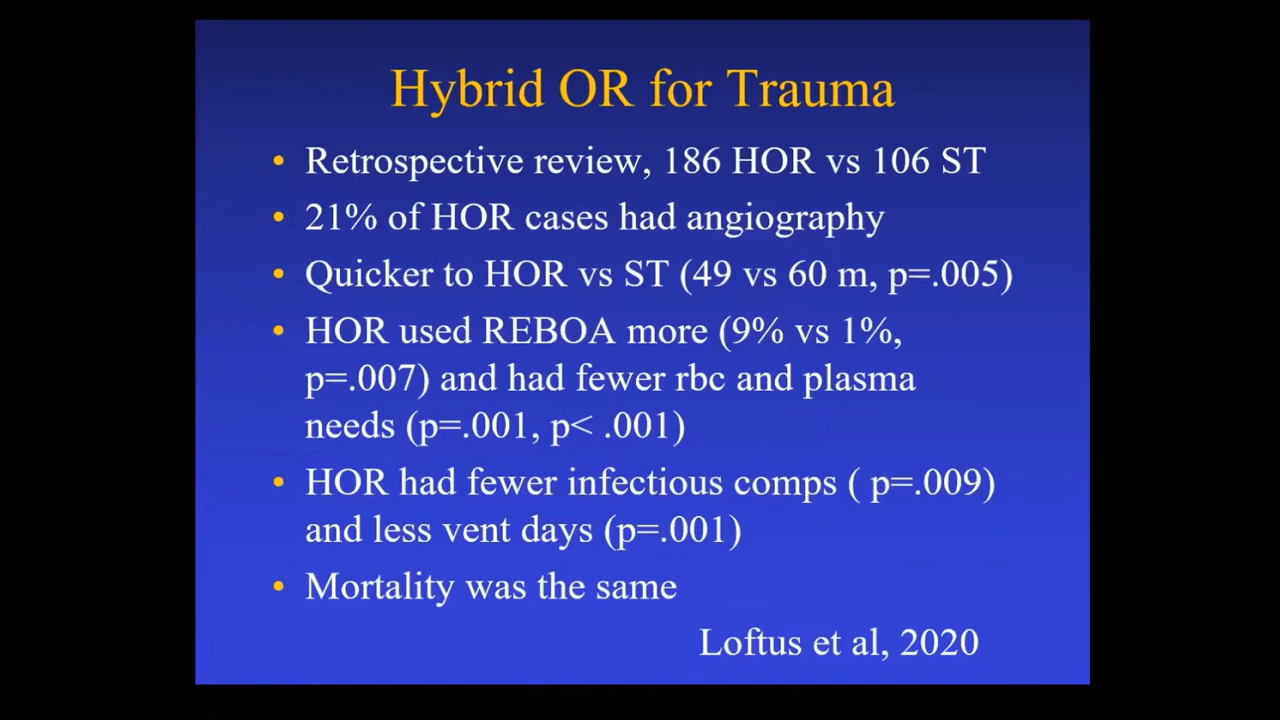 Hybrid OR for Trauma
• Retrospective review, 186 HOR vs 106 ST
• 21% of HOR cases had angiography
• Quicker to HOR vs ST (49 vs 60 m, p=.005)
• HOR used REBOA more (9% vs 1%,
p=.007) and had fewer rbc and plasma
needs (p=.001, p< .001)
• HOR had fewer infectious comps ( p=.009)
and less vent days (p=.001)
• Mortality was the same
Loftus et al, 2020